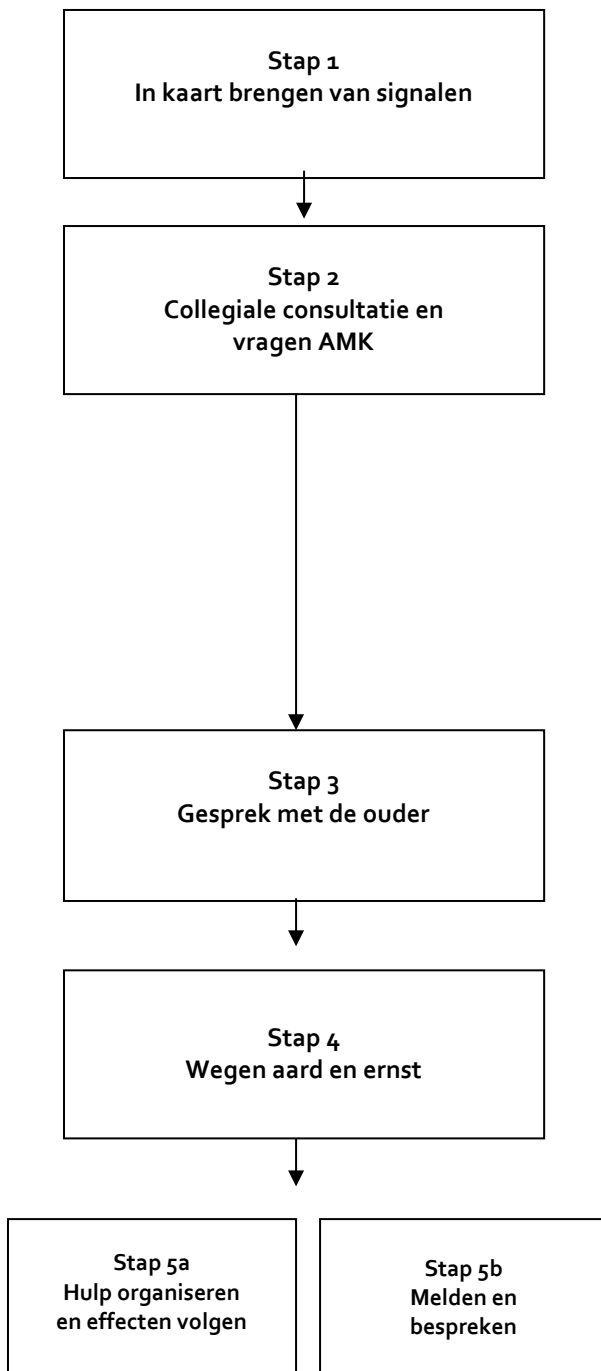 Stap 1
In kaart brengen van signalen
Stap 2
Collegiale consultatie en
vragen AMK
Stap 3
Gesprek met de ouder
Stap 4
Wegen aard en ernst
Stap 5a
Hulp organiseren
en effecten volgen
Stap 5b
Melden en
bespreken